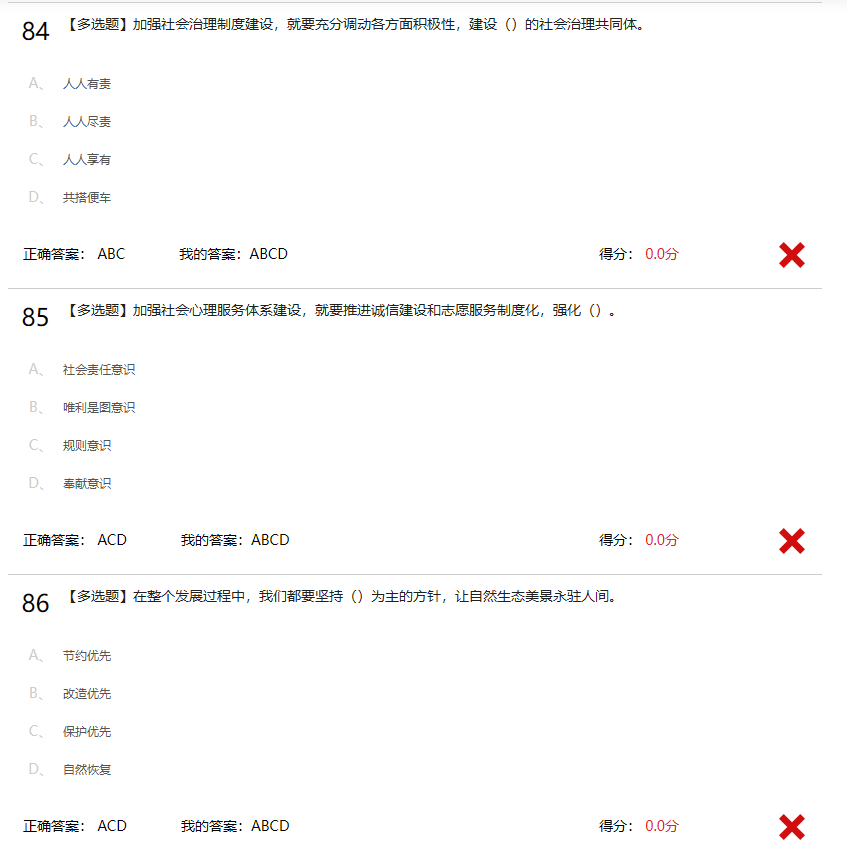 84 【多选题】加强社会治理制度建设，就要充分调动各方面积极性，建设（）的社会治理共同体。
A、 人人有责
B、 人人尽责
C、 人人享有
D、 共搭便车
正确答案： ABC 我的答案：ABCD 得分： 0.0分
85 【多选题】加强社会心理服务体系建设，就要推进诚信建设和志愿服务制度化，强化（）。
A、 社会责任意识
B、 唯利是图意识
C、 规则意识
D、 奉献意识
正确答案： ACD 我的答案：ABCD 得分： 0.0分
86 【多选题】在整个发展过程中，我们都要坚持（）为主的方针，让自然生态美景永驻人间。
A、 节约优先
B、 改造优先
C、 保护优先
D、 自然恢复
正确答案： ACD 我的答案：ABCD 得分： 0.0分